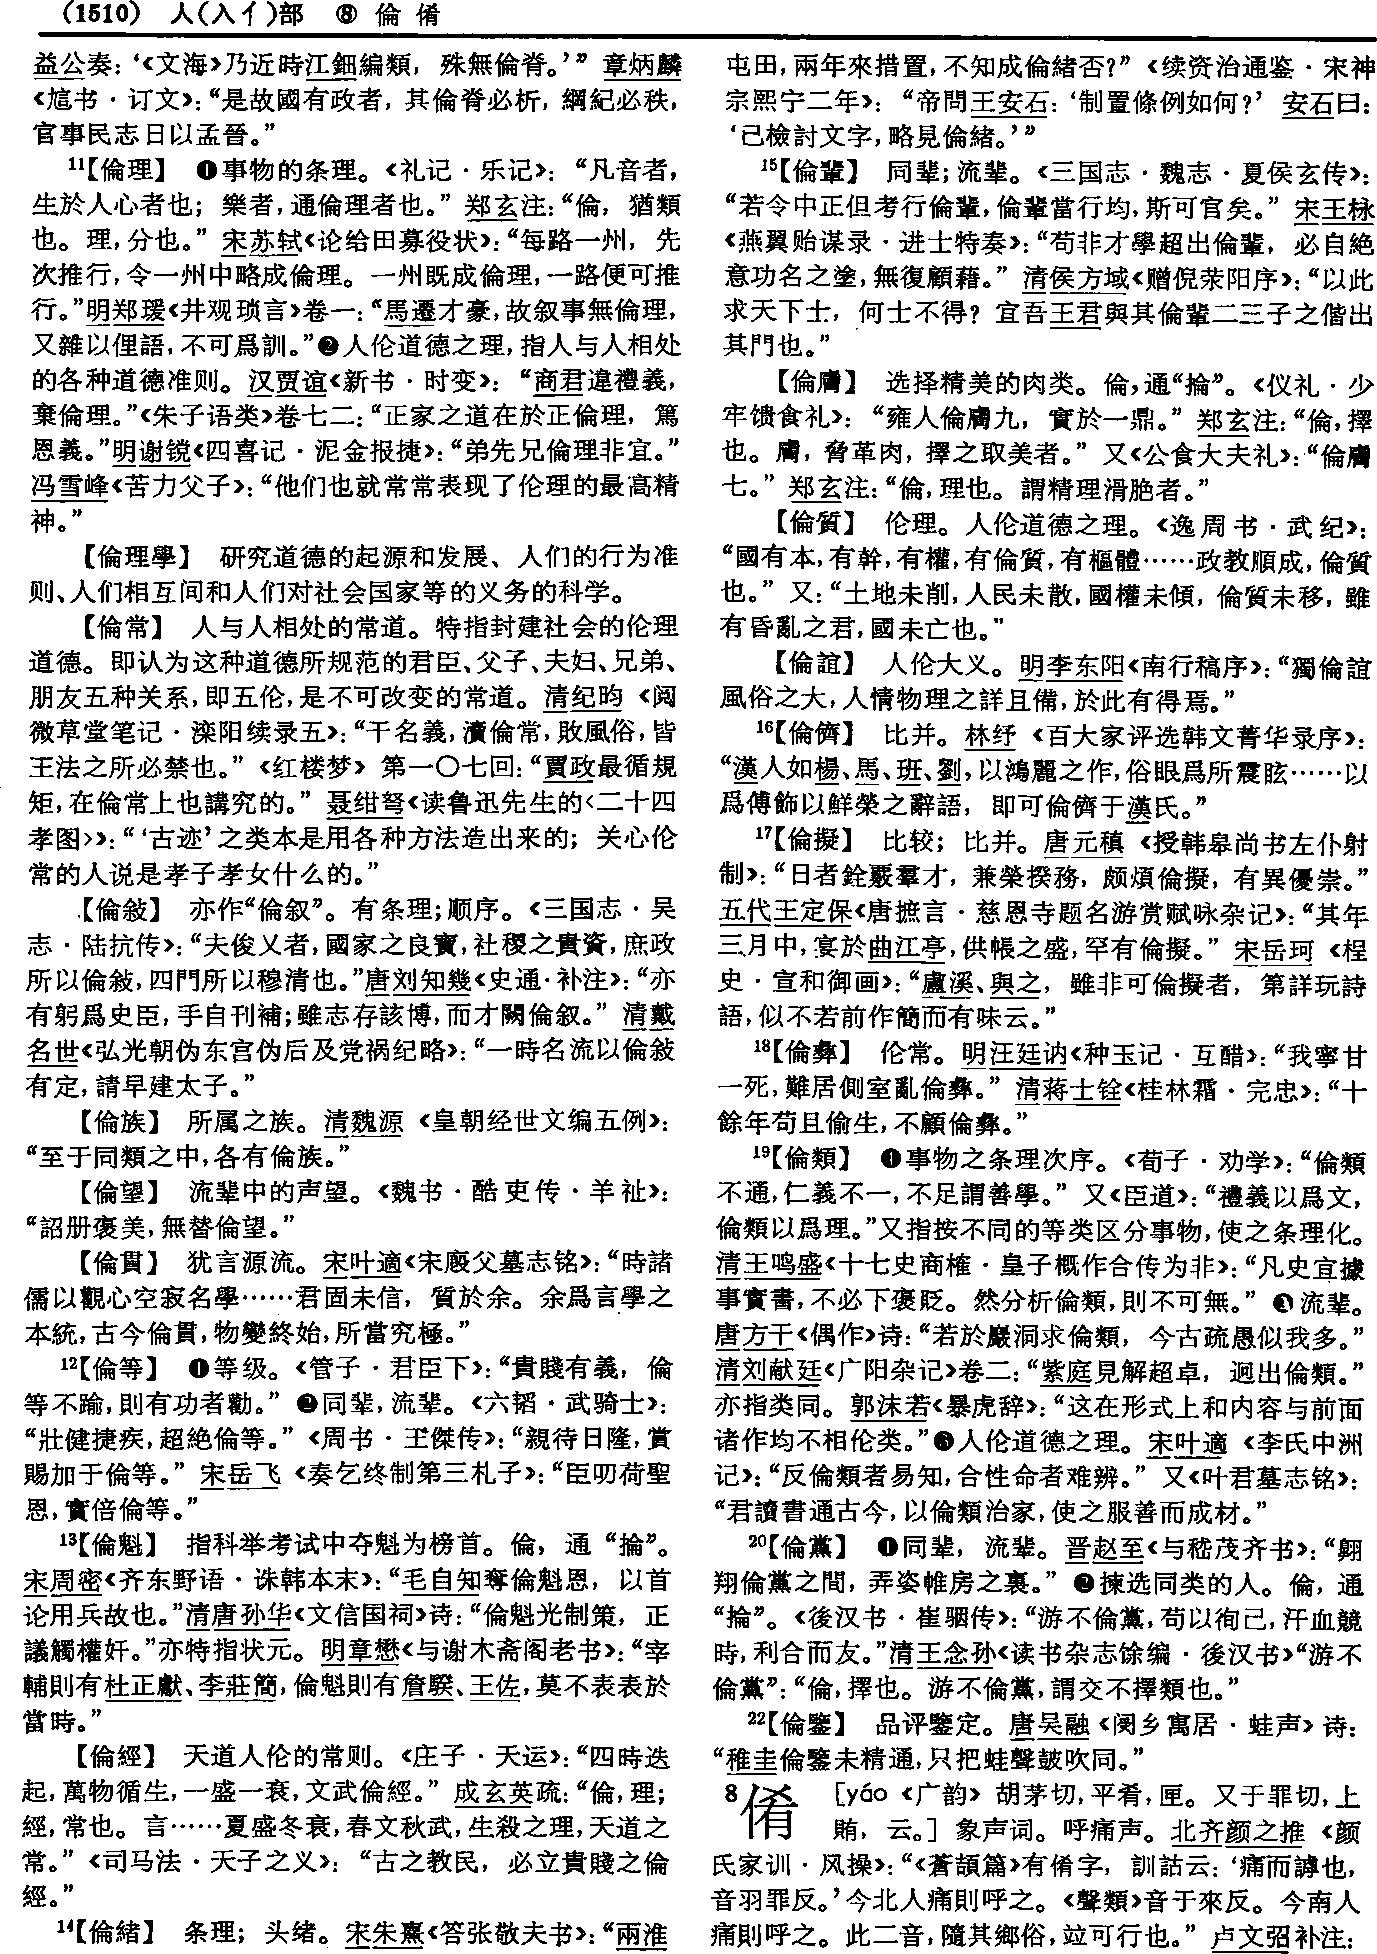 (1510) 人(入亻)部 ⑧ 倫 倄
益公奏：‘《文海》乃近時江鈿編類，殊無倫脊。’” 章炳麟
《訄书·订文》：“是故國有政者，其倫脊必析，綱紀必秩，
官事民志日以孟晉。”
11【倫理】 ❶事物的条理。《礼记·乐记》：“凡音者，
生於人心者也；樂者，通倫理者也。” 郑玄注：“倫，猶類
也。理，分也。” 宋苏轼《论给田募役状》：“每路一州，先
次推行，令一州中略成倫理。一州既成倫理，一路便可推
行。”明郑瑗《井观琐言》卷一：“馬遷才豪，故叙事無倫理，
又雜以俚語，不可爲訓。”❷人伦道德之理，指人与人相处
的各种道德准则。汉贾谊《新书·时变》：“商君違禮義，
棄倫理。”《朱子语类》卷七二：“正家之道在於正倫理，篤
恩義。”明谢谠《四喜记·泥金报捷》：“弟先兄倫理非宜。”
冯雪峰《苦力父子》：“他们也就常常表现了伦理的最高精
神。”
【倫理學】 研究道德的起源和发展、人们的行为准
则、人们相互间和人们对社会国家等的义务的科学。
【倫常】 人与人相处的常道。特指封建社会的伦理
道德。即认为这种道德所规范的君臣、父子、夫妇、兄弟、
朋友五种关系，即五伦，是不可改变的常道。清纪昀《阅
微草堂笔记·滦阳续录五》：“干名義，瀆倫常，敗風俗，皆
王法之所必禁也。”《红楼梦》第一〇七回：“賈政最循規
矩，在倫常上也講究的。” 聂绀弩《读鲁迅先生的〈二十四
孝图〉》：“‘古迹’之类本是用各种方法造出来的；关心伦
常的人说是孝子孝女什么的。”
【倫敍】 亦作“倫叙”。有条理；顺序。《三国志·吴
志·陆抗传》：“夫俊乂者，國家之良寶，社稷之貴資，庶政
所以倫敍，四門所以穆清也。”唐刘知幾《史通·补注》：“亦
有躬爲史臣，手自刊補；雖志存該博，而才闕倫叙。” 清戴
名世《弘光朝伪东宫伪后及党祸纪略》：“一時名流以倫敍
有定，請早建太子。”
【倫族】 所属之族。清魏源《皇朝经世文编五例》：
“至于同類之中，各有倫族。”
【倫望】 流辈中的声望。《魏书·酷吏传·羊祉》：
“詔册褒美，無替倫望。”
【倫貫】 犹言源流。宋叶適《宋廏父墓志铭》：“時諸
儒以觀心空寂名學……君固未信，質於余。余爲言學之
本統，古今倫貫，物變終始，所當究極。”
12【倫等】 ❶等级。《管子·君臣下》：“貴賤有義，倫
等不踰，則有功者勸。” ❷同辈，流辈。《六韬·武骑士》：
“壯健捷疾，超絶倫等。”《周书·王傑传》：“親待日隆，賞
賜加于倫等。” 宋岳飞《奏乞终制第三札子》：“臣叨荷聖
恩，實倍倫等。”
13【倫魁】 指科举考试中夺魁为榜首。倫，通“掄”。
宋周密《齐东野语·诛韩本末》：“毛自知奪倫魁恩，以首
论用兵故也。”清唐孙华《文信国祠》诗：“倫魁光制策，正
議觸權奸。”亦特指状元。明章懋《与谢木斋阁老书》：“宰
輔則有杜正獻、李莊簡，倫魁則有詹騤、王佐，莫不表表於
當時。”
【倫經】 天道人伦的常则。《庄子·天运》：“四時迭
起，萬物循生，一盛一衰，文武倫經。” 成玄英疏：“倫，理；
經，常也。言……夏盛冬衰，春文秋武，生殺之理，天道之
常。”《司马法·天子之义》：“古之教民，必立貴賤之倫
經。”
14【倫緒】 条理；头绪。宋朱熹《答张敬夫书》：“兩淮
屯田，兩年來措置，不知成倫緒否？”《续资治通鉴·宋神
宗熙宁二年》：“帝問王安石：‘制置條例如何？’安石曰：
‘已檢討文字，略見倫緒。’”
15【倫輩】 同辈；流辈。《三国志·魏志·夏侯玄传》：
“若令中正但考行倫輩，倫輩當行均，斯可官矣。” 宋王栐
《燕翼贻谋录·进士特奏》：“苟非才學超出倫輩，必自絶
意功名之塗，無復顧藉。” 清侯方域《赠倪荥阳序》：“以此
求天下士，何士不得？宜吾王君與其倫輩二三子之偕出
其門也。”
【倫膚】 选择精美的肉类。倫，通“掄”。《仪礼·少
牢馈食礼》：“雍人倫膚九，實於一鼎。” 郑玄注：“倫，擇
也。膚，脅革肉，擇之取美者。” 又《公食大夫礼》：“倫膚
七。” 郑玄注：“倫，理也。謂精理滑脃者。”
【倫質】 伦理。人伦道德之理。《逸周书·武纪》：
“國有本，有幹，有權，有倫質，有樞體……政教順成，倫質
也。” 又：“土地未削，人民未散，國權未傾，倫質未移，雖
有昏亂之君，國未亡也。”
【倫誼】 人伦大义。明李东阳《南行稿序》：“獨倫誼
風俗之大，人情物理之詳且備，於此有得焉。”
16【倫儕】 比并。林纾《百大家评选韩文菁华录序》：
“漢人如楊、馬、班、劉，以鴻麗之作，俗眼爲所震眩……以
爲傅飾以鮮榮之辭語，即可倫儕于漢氏。”
17【倫擬】 比较；比并。唐元稹《授韩皋尚书左仆射
制》：“日者銓覈羣才，兼榮揆務，颇煩倫擬，有異優崇。”
五代王定保《唐摭言·慈恩寺题名游赏赋咏杂记》：“其年
三月中，宴於曲江亭，供帳之盛，罕有倫擬。” 宋岳珂《桯
史·宣和御画》：“盧溪、與之，雖非可倫擬者，第詳玩詩
語，似不若前作簡而有味云。”
18【倫彝】 伦常。明汪廷讷《种玉记·互醋》：“我寧甘
一死，難居側室亂倫彝。” 清蒋士铨《桂林霜·完忠》：“十
餘年苟且偷生，不顧倫彝。”
19【倫類】 ❶事物之条理次序。《荀子·劝学》：“倫類
不通，仁義不一，不足謂善學。” 又《臣道》：“禮義以爲文，
倫類以爲理。”又指按不同的等类区分事物，使之条理化。
清王鸣盛《十七史商榷·皇子概作合传为非》：“凡史宜據
事實書，不必下褒貶。然分析倫類，則不可無。” ❷流辈。
唐方干《偶作》诗：“若於巖洞求倫類，今古疏愚似我多。”
清刘献廷《广阳杂记》卷二：“紫庭見解超卓，迥出倫類。”
亦指类同。郭沫若《暴虎辞》：“这在形式上和内容与前面
诸作均不相伦类。”❸人伦道德之理。宋叶適《李氏中洲
记》：“反倫類者易知，合性命者难辨。” 又《叶君墓志铭》：
“君讀書通古今，以倫類治家，使之服善而成材。”
20【倫黨】 ❶同辈，流辈。晋赵至《与嵇茂齐书》：“翺
翔倫黨之間，弄姿帷房之裏。” ❷揀选同类的人。倫，通
“掄”。《後汉书·崔骃传》：“游不倫黨，苟以徇己，汗血競
時，利合而友。”清王念孙《读书杂志馀编·後汉书》“游不
倫黨”：“倫，擇也。游不倫黨，謂交不擇類也。”
22【倫鑒】 品评鑒定。唐吴融《阌乡寓居·蛙声》诗：
“稚圭倫鑒未精通，只把蛙聲鼓吹同。”
8倄 [yáo《广韵》胡茅切，平肴，匣。又于罪切，上
賄，云。] 象声词。呼痛声。北齐颜之推《颜
氏家训·风操》：“《蒼頡篇》有倄字，訓詁云：‘痛而謼也，
音羽罪反。’今北人痛則呼之。《聲類》音于來反。今南人
痛則呼之。此二音，隨其鄉俗，竝可行也。” 卢文弨补注：